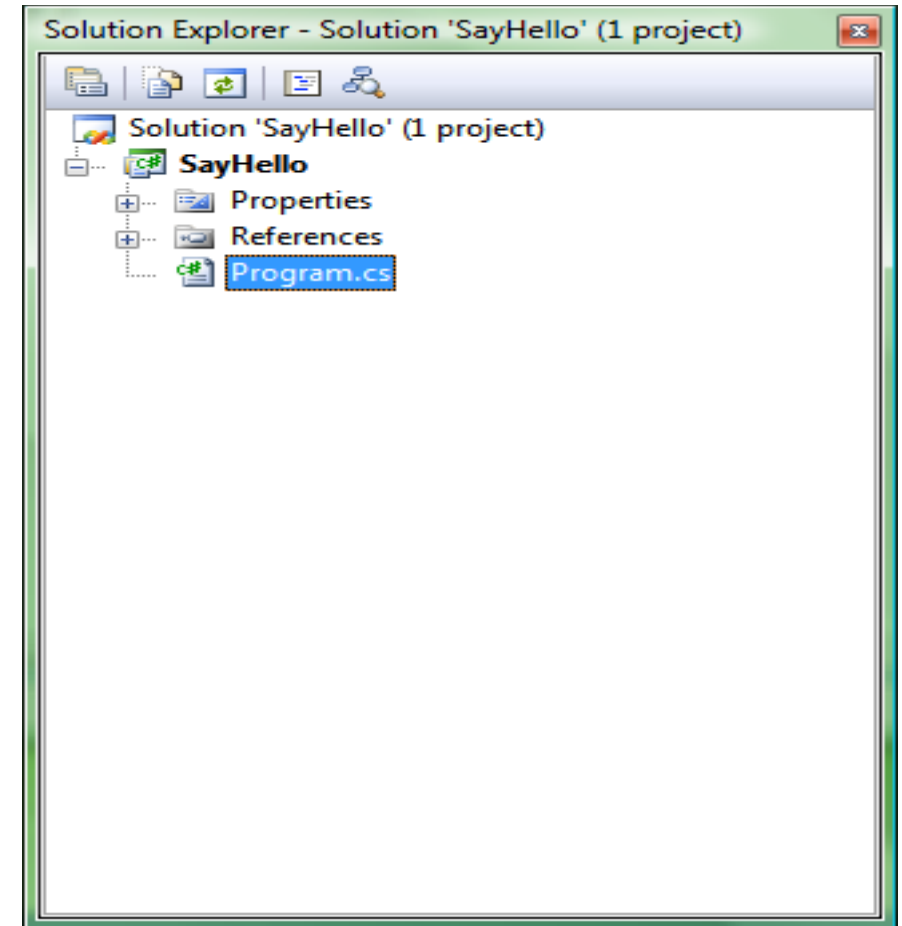 Solution Explorer - Solution 'SayHello' (1 project)
Solution 'SayHello' (1 project)
SayHello
Properties
References
Program.cs